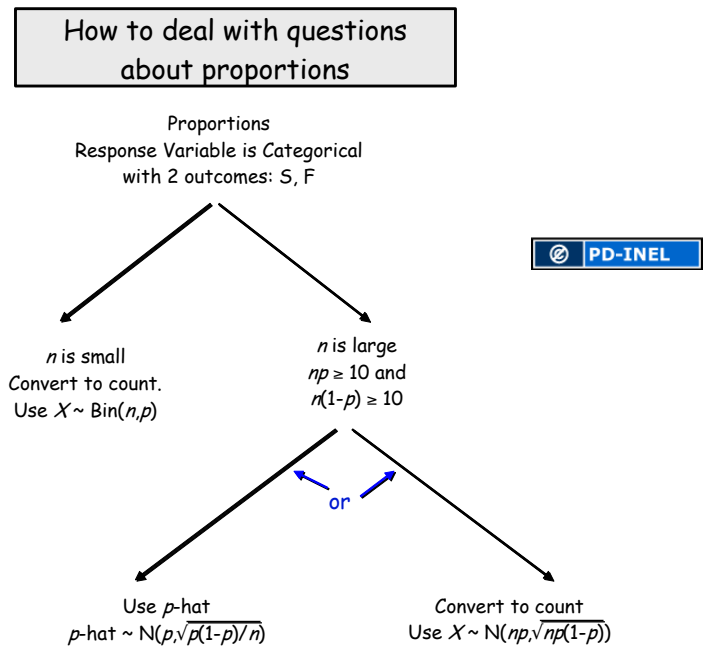 How to deal with questions
about proportions
Proportions
Response Variable is Categorical
with 2 outcomes: S, F
PD-INEL
n is small
Convert to count.
Use X ~ Bin(n,p)
n is large
np ≥ 10 and
n(1-p) ≥ 10
or
Use p-hat
p-hat ~ N(p,√p(1-p)/n)
Convert to count
Use X ~ N(np,√np(1-p))